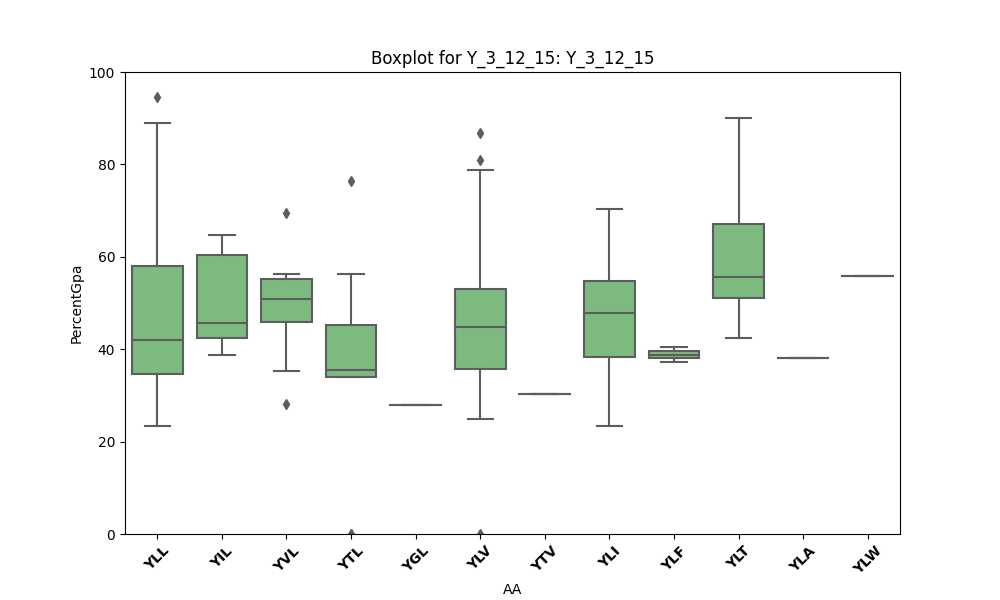 Boxplot for Y_3_12_15: Y_3_12_15
100
80
60
40
20
0
PercentGpa
YLL YIL YVL YTL YGL YLV YTV YLI YLF YLT YLA YLW
AA